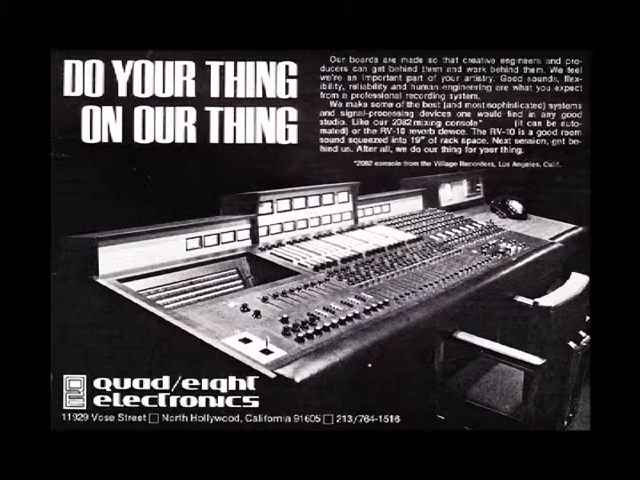 DO YOUR THING
ON OUR THING
Our boards are made so that creative engineers and pro-
ducers can get behind them and work behind them. We feel
we're an important part of your artistry. Good sounds, flex-
ibility, reliability and human engineering are what you expect
from a professional recording system.
We make some of the best (and most sophisticated) systems
and signal-processing devices one would find in any good
studio. Like our 2082 mixing console* (it can be auto-
mated) or the RV-10 reverb device. The RV-10 is a good room
sound squeezed into 19" of rack space. Next session, get be-
hind us. After all, we do our thing for your thing.
*2082 console from the Village Recorders, Los Angeles, Calif.
quad/eight
electronics
11929 Vose Street □ North Hollywood, California 91605 □ 213/764-1516